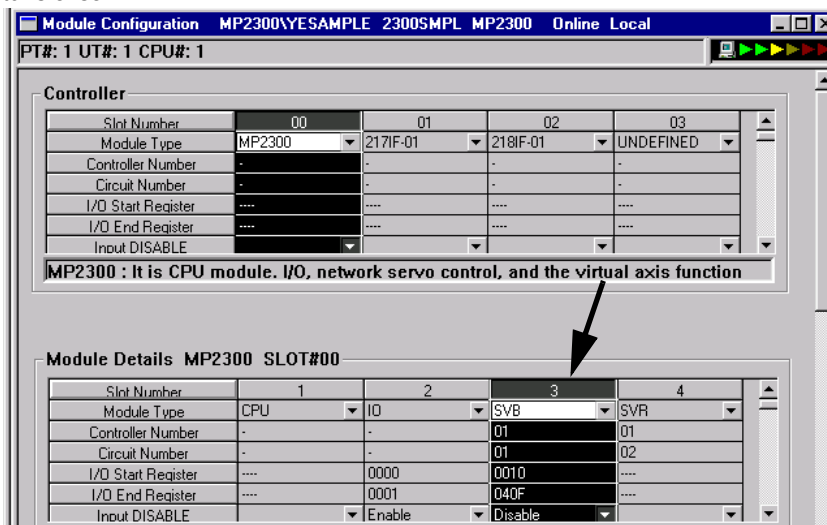 Module Configuration MP2300\YESAMPLE 2300SMPL MP2300 Online Local
PT#: 1 UT#: 1 CPU#: 1
Controller
Slot Number 00 01 02 03
Module Type MP2300 217IF-01 218IF-01 UNDEFINED
Controller Number - - - -
Circuit Number - - - -
I/O Start Register ---- ---- ---- ----
I/O End Register ---- ---- ---- ----
Input DISABLE
MP2300 : It is CPU module. I/O, network servo control, and the virtual axis function
Module Details MP2300 SLOT#00
Slot Number 1 2 3 4
Module Type CPU IO SVB SVR
Controller Number - - 01 01
Circuit Number - - 01 02
I/O Start Register ---- 0000 0010 ----
I/O End Register ---- 0001 040F ----
Input DISABLE Enable Disable